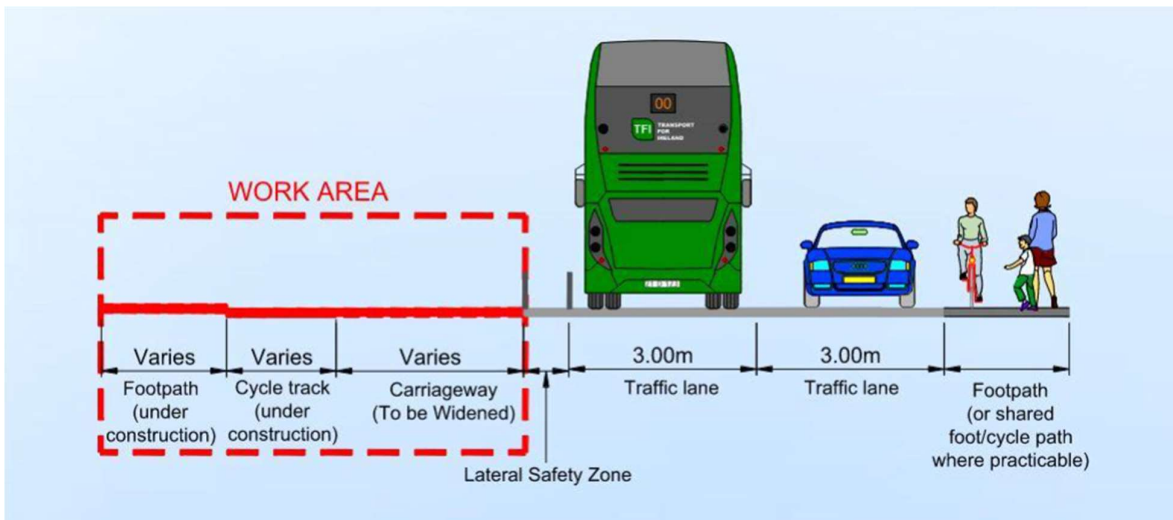 00
TFI
TRANSPORT
FOR
IRELAND
WORK AREA
Varies
Footpath
(under
construction)
Varies
Cycle track
(under
construction)
Varies
Carriageway
(To be Widened)
3.00m
Traffic lane
3.00m
Traffic lane
Footpath
(or shared
foot/cycle path
where practicable)
Lateral Safety Zone